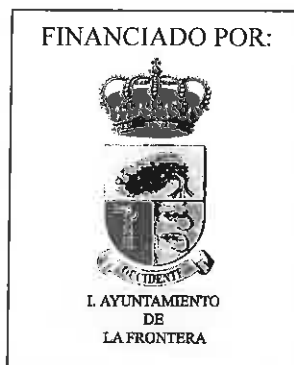 FINANCIADO POR:
OCCIDENTE
I. AYUNTAMIENTO
DE
LA FRONTERA